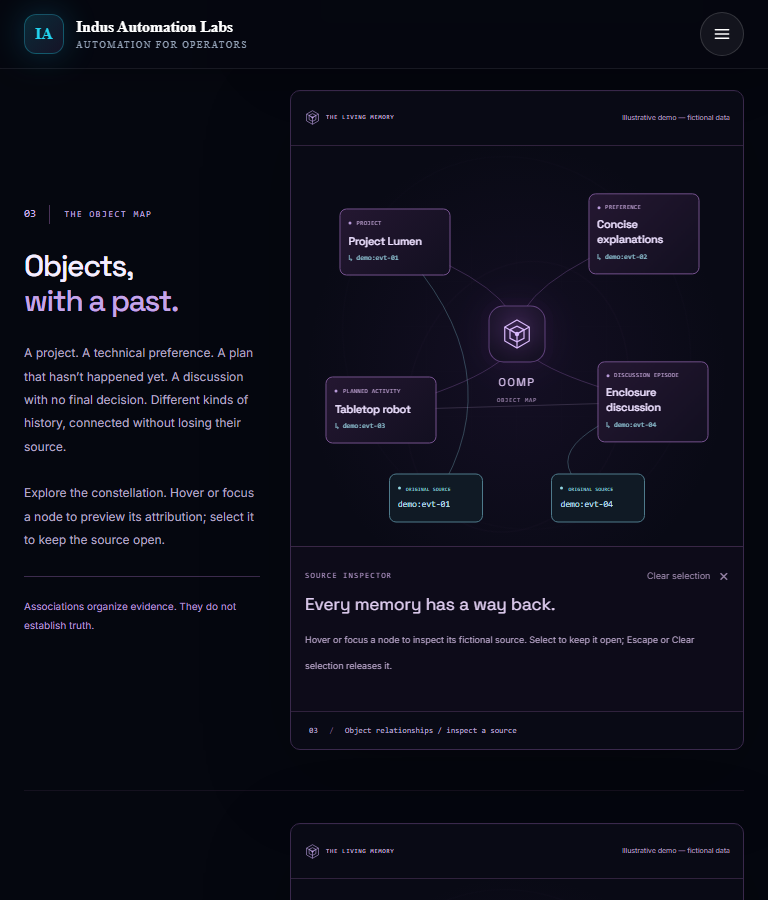 IA
Indus Automation Labs
AUTOMATION FOR OPERATORS
03
THE OBJECT MAP
Objects,
with a past.
A project. A technical preference. A plan
that hasn’t happened yet. A discussion
with no final decision. Different kinds of
history, connected without losing their
source.
Explore the constellation. Hover or focus
a node to preview its attribution; select it
to keep the source open.
Associations organize evidence. They do not
establish truth.
THE LIVING MEMORY
Illustrative demo — fictional data
PROJECT
Project Lumen
↳ demo:evt-01
PREFERENCE
Concise
explanations
↳ demo:evt-02
OOMP
OBJECT MAP
PLANNED ACTIVITY
Tabletop robot
↳ demo:evt-03
DISCUSSION EPISODE
Enclosure
discussion
↳ demo:evt-04
ORIGINAL SOURCE
demo:evt-01
ORIGINAL SOURCE
demo:evt-04
SOURCE INSPECTOR
Clear selection ✕
Every memory has a way back.
Hover or focus a node to inspect its fictional source. Select to keep it open; Escape or Clear
selection releases it.
03 / Object relationships / inspect a source
THE LIVING MEMORY
Illustrative demo — fictional data